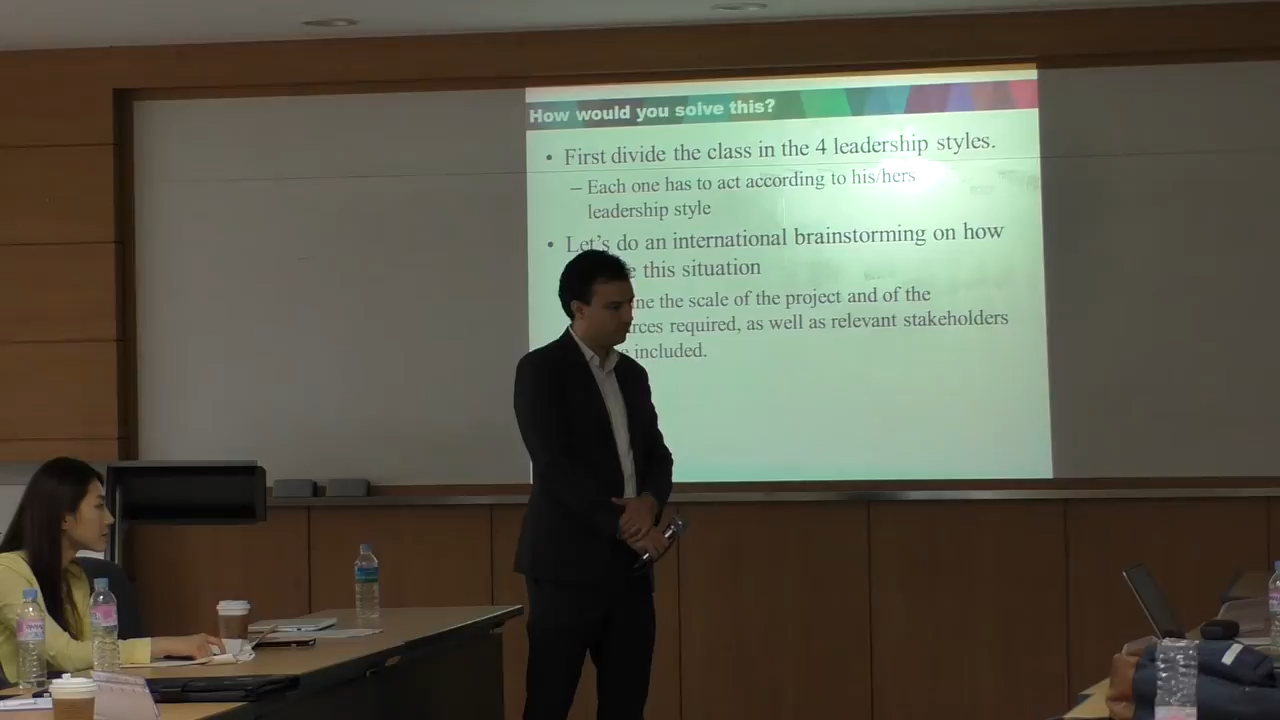 How would you solve this?
• First divide the class in the 4 leadership styles.
– Each one has to act according to his/hers
leadership style
• Let's do an international brainstorming on how
this situation
the scale of the project and of the
required, as well as relevant stakeholders
included.